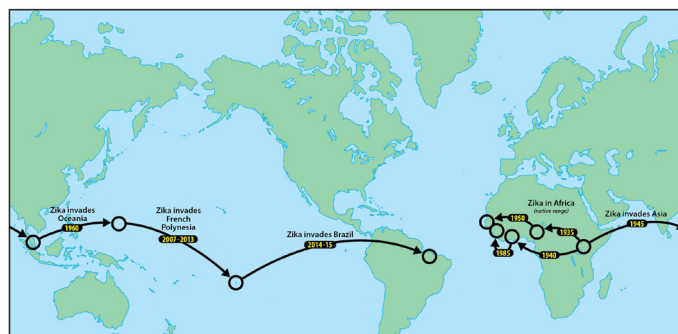 Zika invades
Oceania
1960
Zika invades
French
Polynesia
2007-2013
Zika invades Brazil
2014-15
Zika in Africa
(native range)
1950
1935
1985
1940
Zika invades Asia
1945